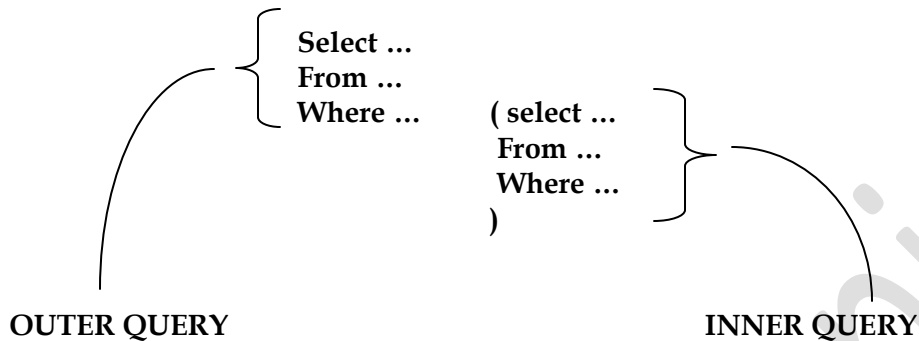 Select …
From …
Where … ( select …
From …
Where …
)
OUTER QUERY INNER QUERY